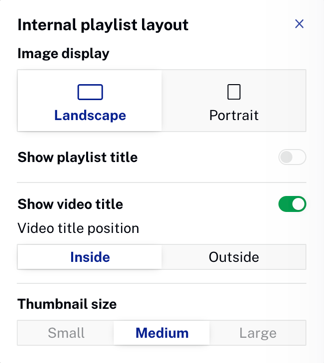 Internal playlist layout
Image display
Landscape
Portrait
Show playlist title
Show video title
Video title position
Inside
Outside
Thumbnail size
Small
Medium
Large